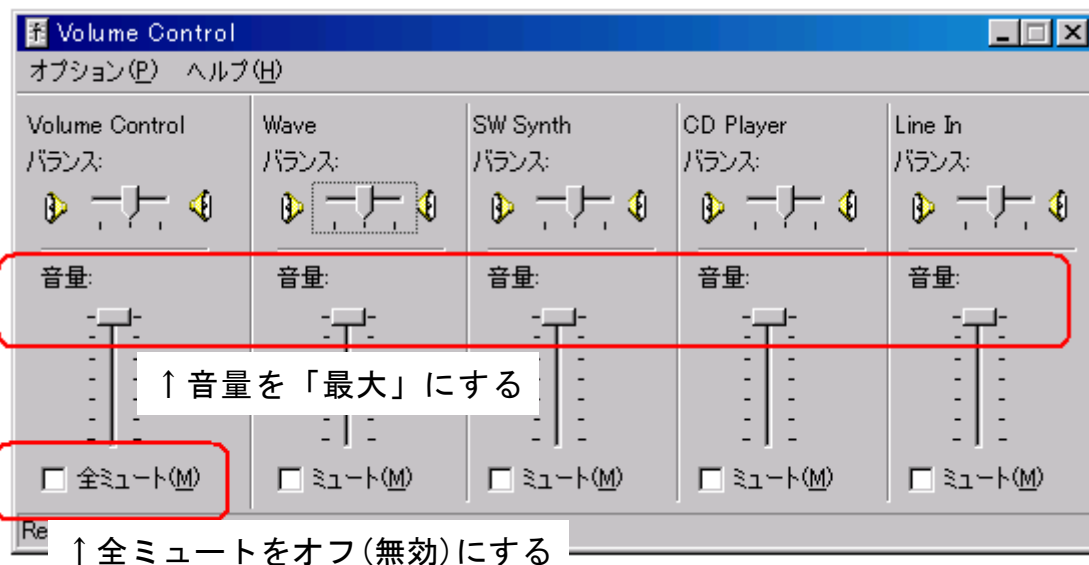 Volume Control
オプション(P) ヘルプ(H)
Volume Control Wave SW Synth CD Player Line In
バランス: バランス: バランス: バランス: バランス:
音量: 音量: 音量: 音量: 音量:
↑音量を「最大」にする
全ミュート(M) ミュート(M) ミュート(M) ミュート(M) ミュート(M)
↑全ミュートをオフ(無効)にする